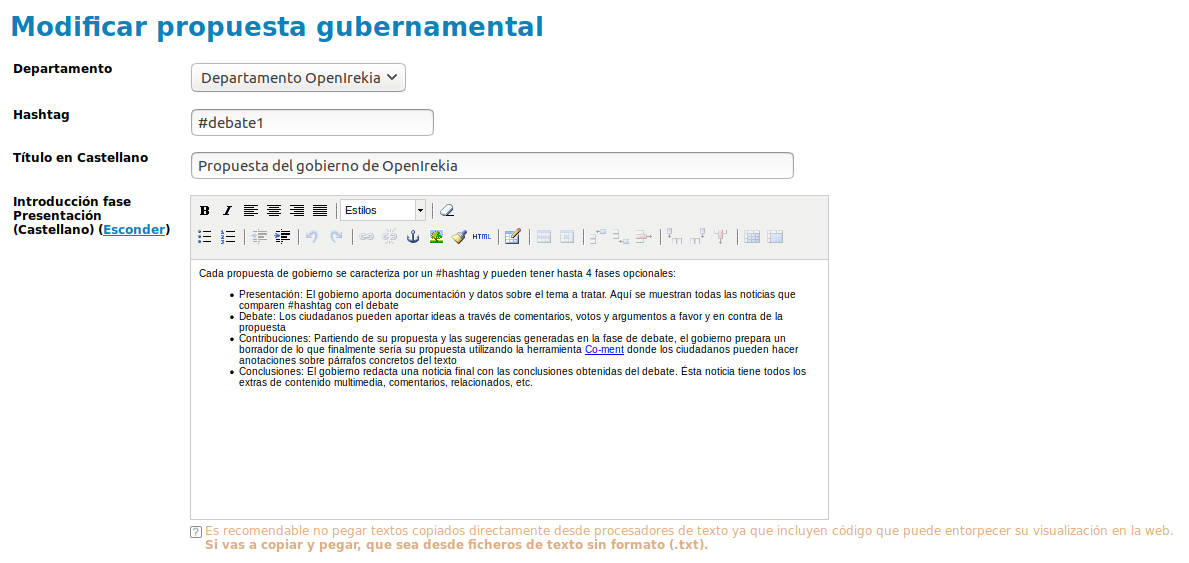 Modificar propuesta gubernamental
Departamento
Departamento OpenIrekia
Hashtag
#debate1
Título en Castellano
Propuesta del gobierno de OpenIrekia
Introducción fase
Presentación
(Castellano) (Esconder)
B I Estilos
HTML
Cada propuesta de gobierno se caracteriza por un #hashtag y pueden tener hasta 4 fases opcionales:
• Presentación: El gobierno aporta documentación y datos sobre el tema a tratar. Aquí se muestran todas las noticias que
comparen #hashtag con el debate
• Debate: Los ciudadanos pueden aportar ideas a través de comentarios, votos y argumentos a favor y en contra de la
propuesta
• Contribuciones: Partiendo de su propuesta y las sugerencias generadas en la fase de debate, el gobierno prepara un
borrador de lo que finalmente sería su propuesta utilizando la herramienta Co-ment donde los ciudadanos pueden hacer
anotaciones sobre párrafos concretos del texto
• Conclusiones: El gobierno redacta una noticia final con las conclusiones obtenidas del debate. Ésta noticia tiene todos los
extras de contenido multimedia, comentarios, relacionados, etc.
? Es recomendable no pegar textos copiados directamente desde procesadores de texto ya que incluyen código que puede entorpecer su visualización en la web.
Si vas a copiar y pegar, que sea desde ficheros de texto sin formato (.txt).